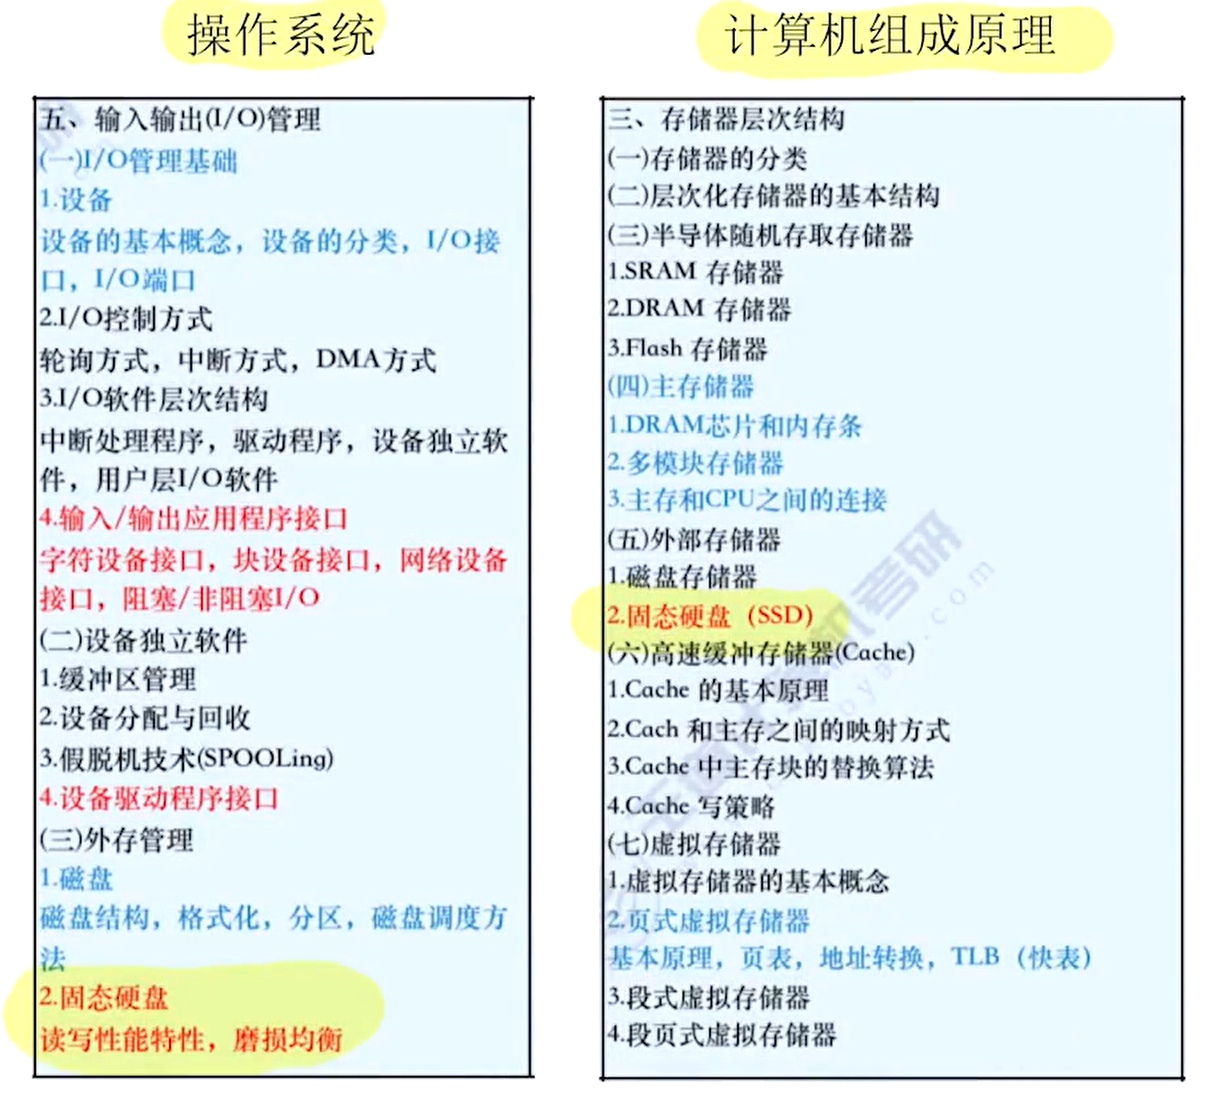 操作系统
五、输入输出(I/O)管理
(一)I/O管理基础
1.设备
设备的基本概念，设备的分类，I/O接
口，I/O端口
2.I/O控制方式
轮询方式，中断方式，DMA方式
3.I/O软件层次结构
中断处理程序，驱动程序，设备独立软
件，用户层I/O软件
4.输入/输出应用程序接口
字符设备接口，块设备接口，网络设备
接口，阻塞/非阻塞I/O
(二)设备独立软件
1.缓冲区管理
2.设备分配与回收
3.假脱机技术(SPOOLing)
4.设备驱动程序接口
(三)外存管理
1.磁盘
磁盘结构，格式化，分区，磁盘调度方
法
2.固态硬盘
读写性能特性，磨损均衡
计算机组成原理
三、存储器层次结构
(一)存储器的分类
(二)层次化存储器的基本结构
(三)半导体随机存取存储器
1.SRAM 存储器
2.DRAM 存储器
3.Flash 存储器
(四)主存储器
1.DRAM芯片和内存条
2.多模块存储器
3.主存和CPU之间的连接
(五)外部存储器
1.磁盘存储器
2.固态硬盘（SSD）
(六)高速缓冲存储器(Cache)
1.Cache 的基本原理
2.Cach 和主存之间的映射方式
3.Cache 中主存块的替换算法
4.Cache 写策略
(七)虚拟存储器
1.虚拟存储器的基本概念
2.页式虚拟存储器
基本原理，页表，地址转换，TLB（快表）
3.段式虚拟存储器
4.段页式虚拟存储器